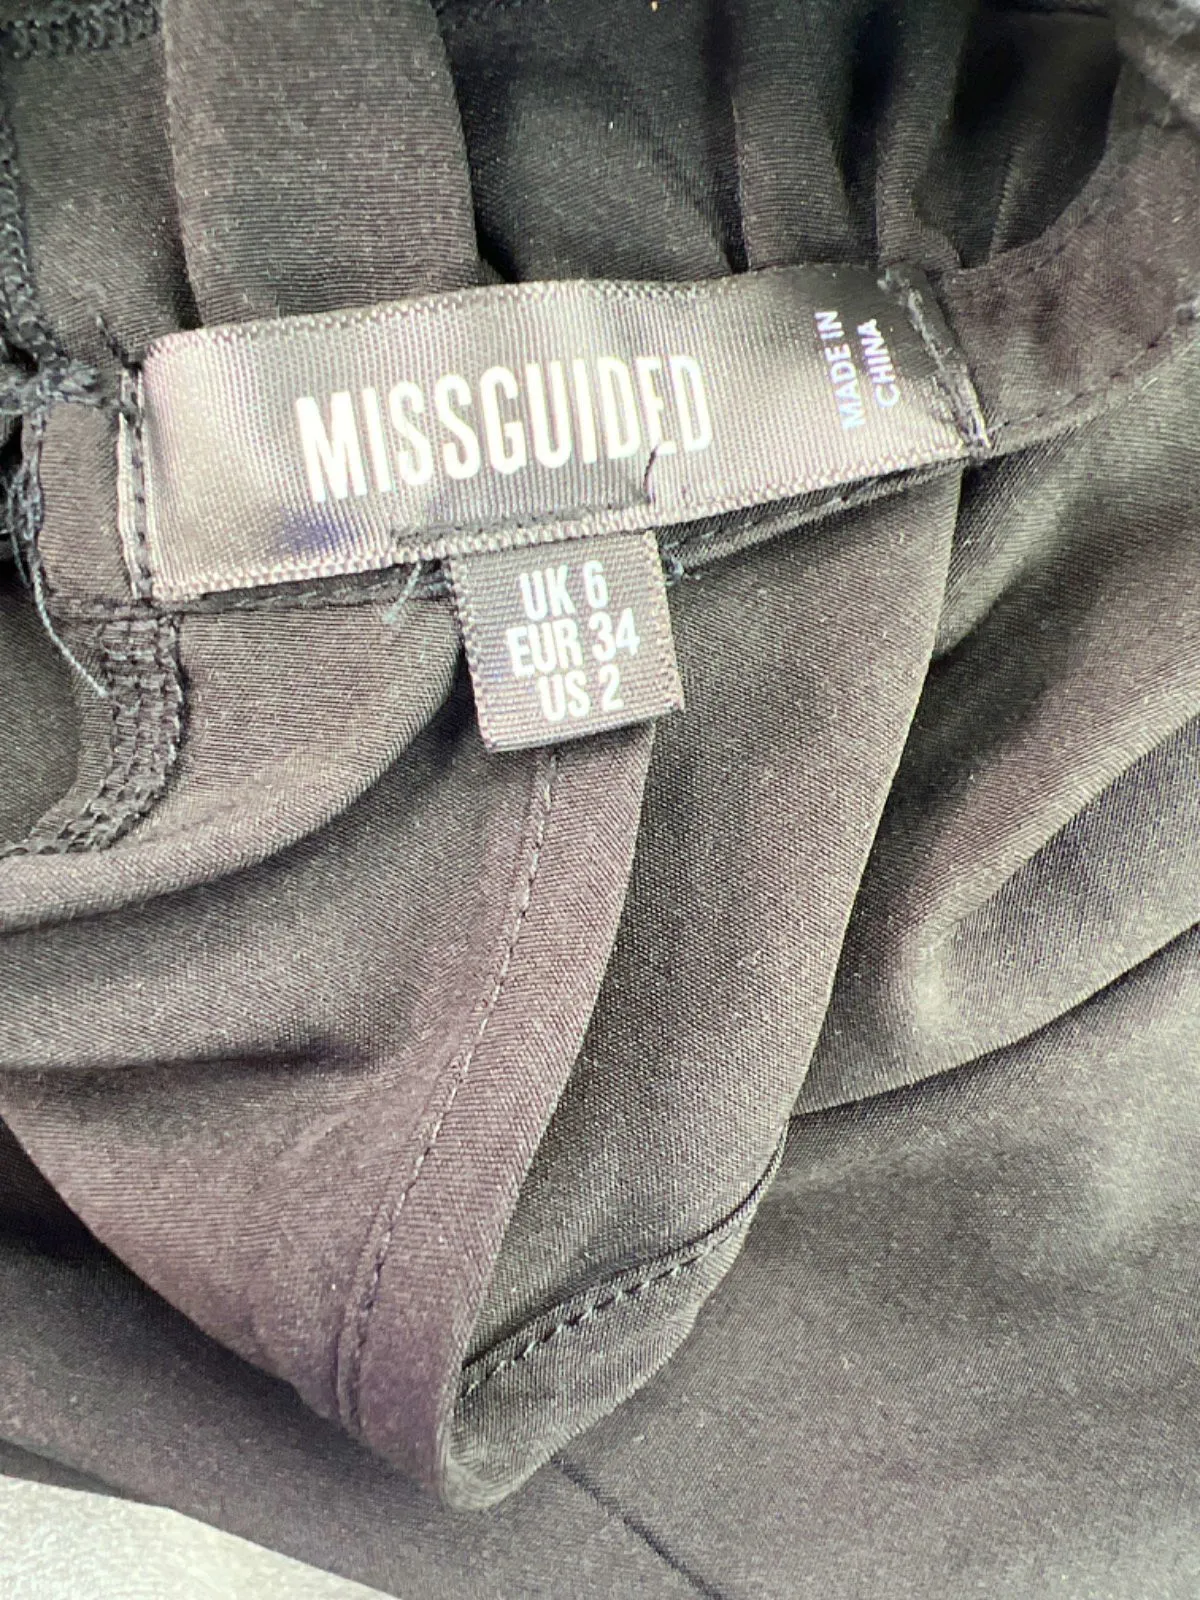 MISSGUIDED
MADE IN
CHINA
UK 6
EUR 34
US 2